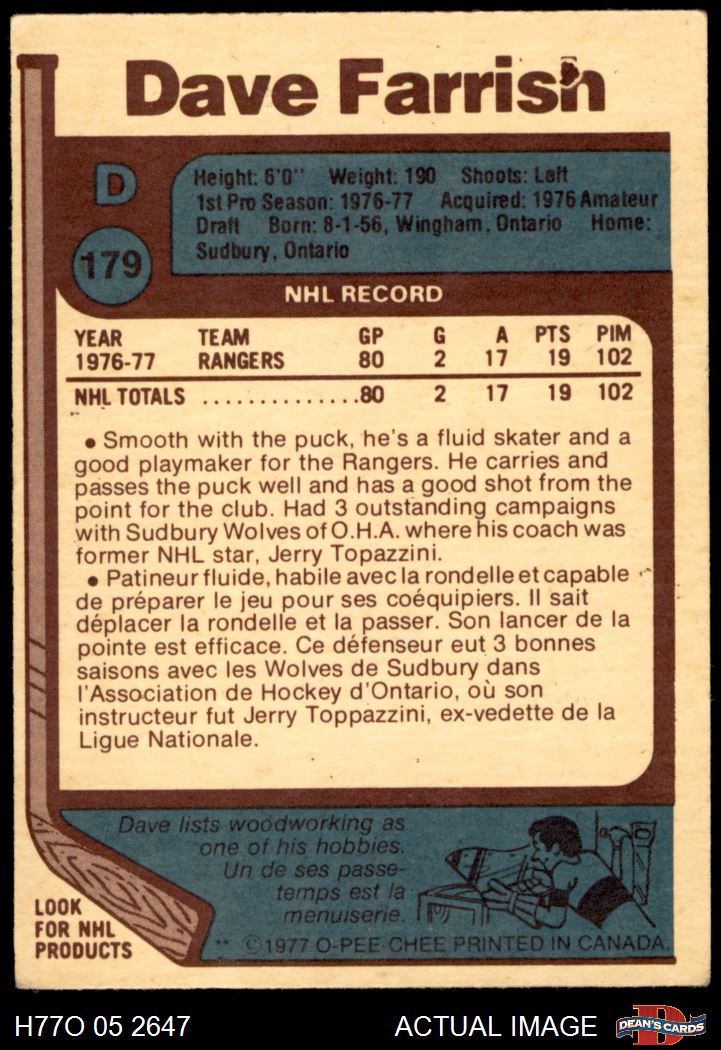 Dave Farrish
D
179
Height: 6'0" Weight: 190 Shoots: Left
1st Pro Season: 1976-77 Acquired: 1976 Amateur
Draft Born: 8-1-56, Wingham, Ontario Home:
Sudbury, Ontario
NHL RECORD
YEAR TEAM GP G A PTS PIM
1976-77 RANGERS 80 2 17 19 102
NHL TOTALS ..............80 2 17 19 102
• Smooth with the puck, he's a fluid skater and a
good playmaker for the Rangers. He carries and
passes the puck well and has a good shot from the
point for the club. Had 3 outstanding campaigns
with Sudbury Wolves of O.H.A. where his coach was
former NHL star, Jerry Topazzini.
• Patineur fluide, habile avec la rondelle et capable
de préparer le jeu pour ses coéquipiers. Il sait
déplacer la rondelle et la passer. Son lancer de la
pointe est efficace. Ce défenseur eut 3 bonnes
saisons avec les Wolves de Sudbury dans
l'Association de Hockey d'Ontario, où son
instructeur fut Jerry Toppazzini, ex-vedette de la
Ligue Nationale.
Dave lists woodworking as
one of his hobbies.
Un de ses passe-
temps est la
menuiserie.
LOOK
FOR NHL
PRODUCTS
** ©1977 O-PEE-CHEE PRINTED IN CANADA.
H77O 05 2647 ACTUAL IMAGE D DEAN'S CARDS